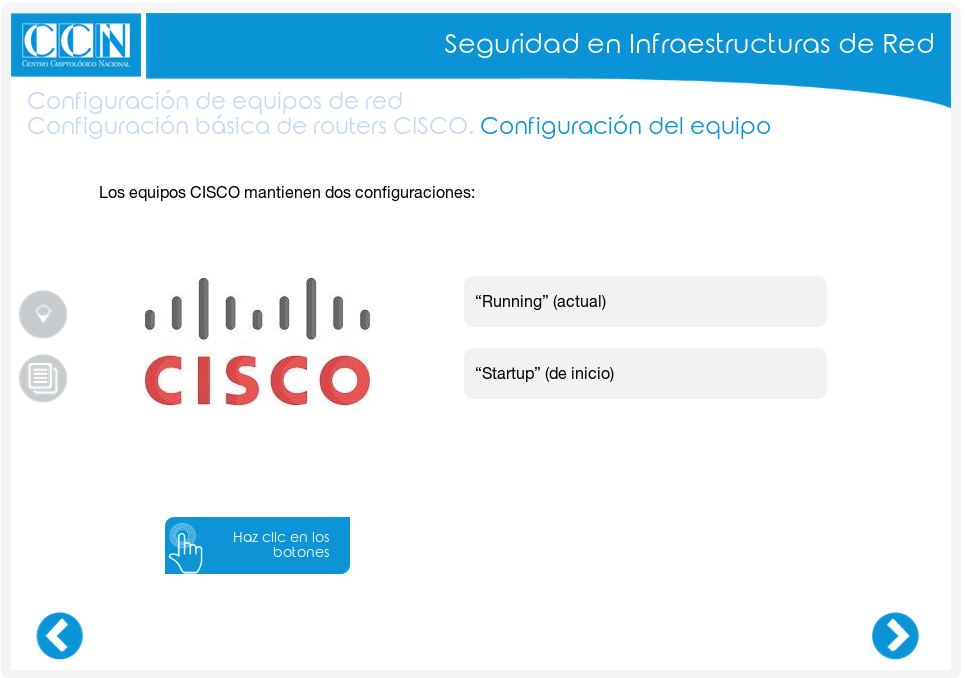 CCN
CENTRO CRIPTOLÓGICO NACIONAL
Seguridad en Infraestructuras de Red
Configuración de equipos de red
Configuración básica de routers CISCO. Configuración del equipo
Los equipos CISCO mantienen dos configuraciones:
CISCO
“Running” (actual)
“Startup” (de inicio)
Haz clic en los
botones